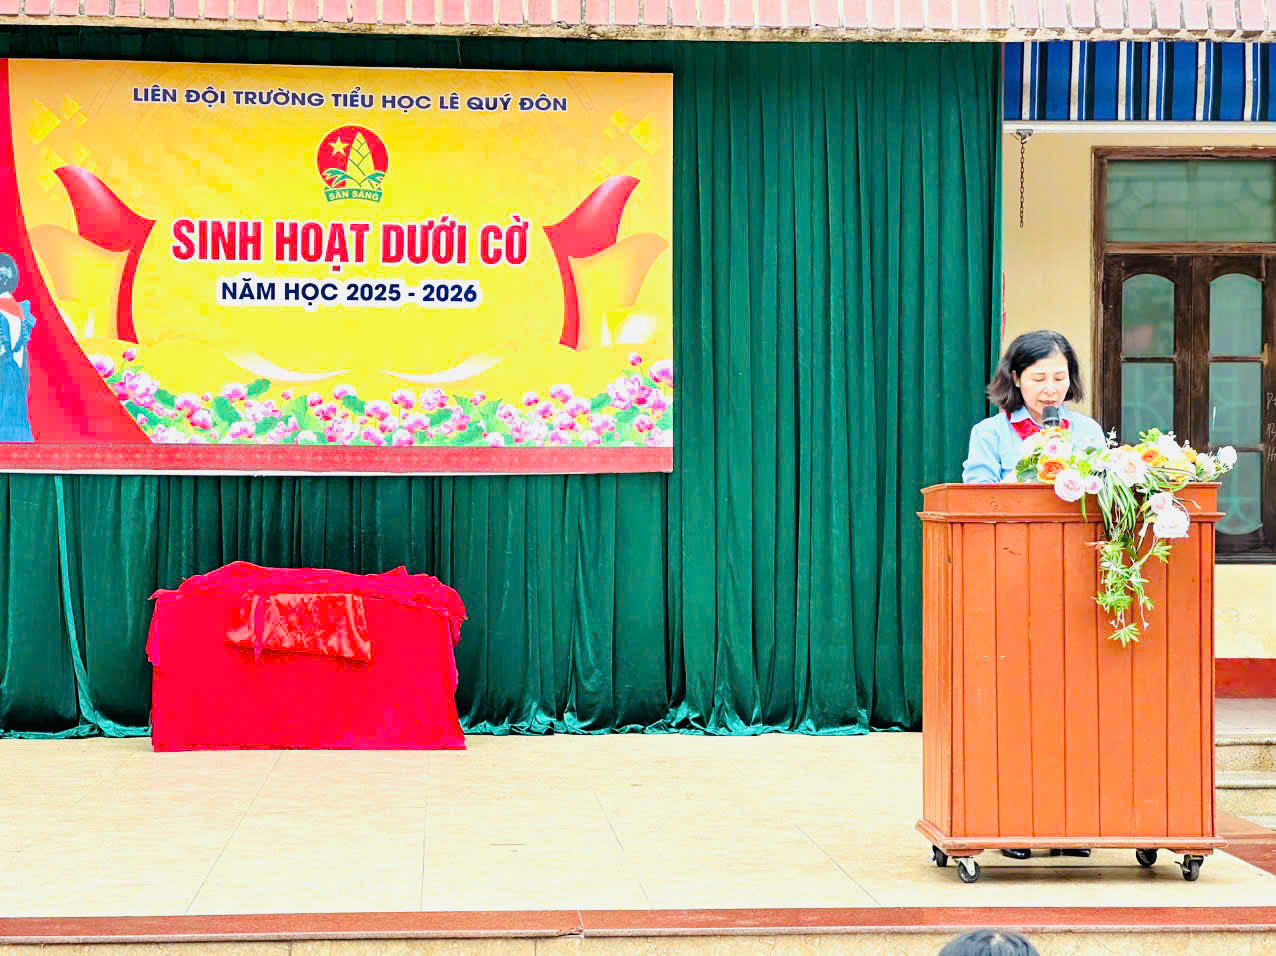 LIÊN ĐỘI TRƯỜNG TIỂU HỌC LÊ QUÝ ĐÔN
SẴN SÀNG
SINH HOẠT DƯỚI CỜ
NĂM HỌC 2025 - 2026